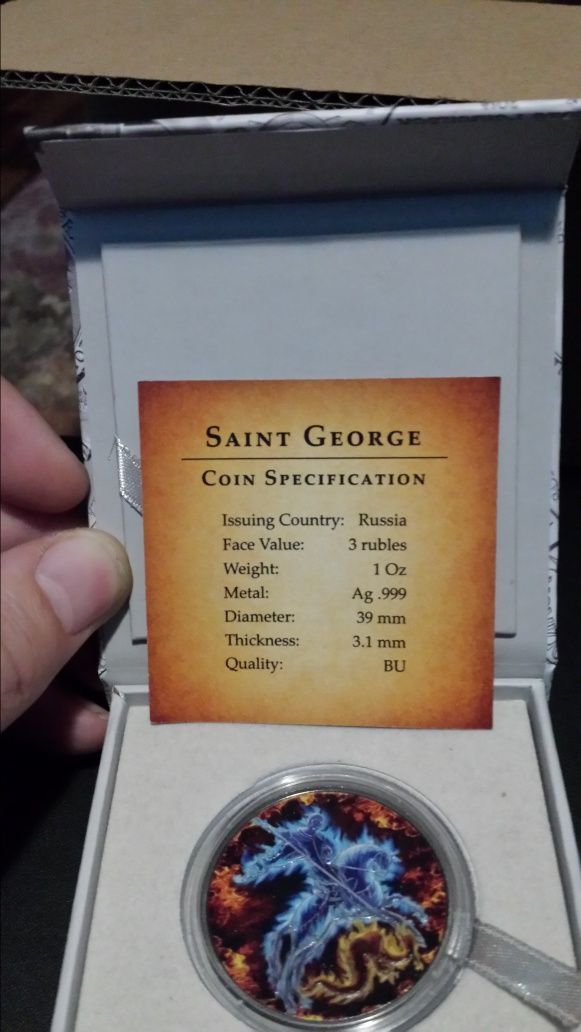 SAINT GEORGE
COIN SPECIFICATION
Issuing Country: Russia
Face Value: 3 rubles
Weight: 1 Oz
Metal: Ag .999
Diameter: 39 mm
Thickness: 3.1 mm
Quality: BU